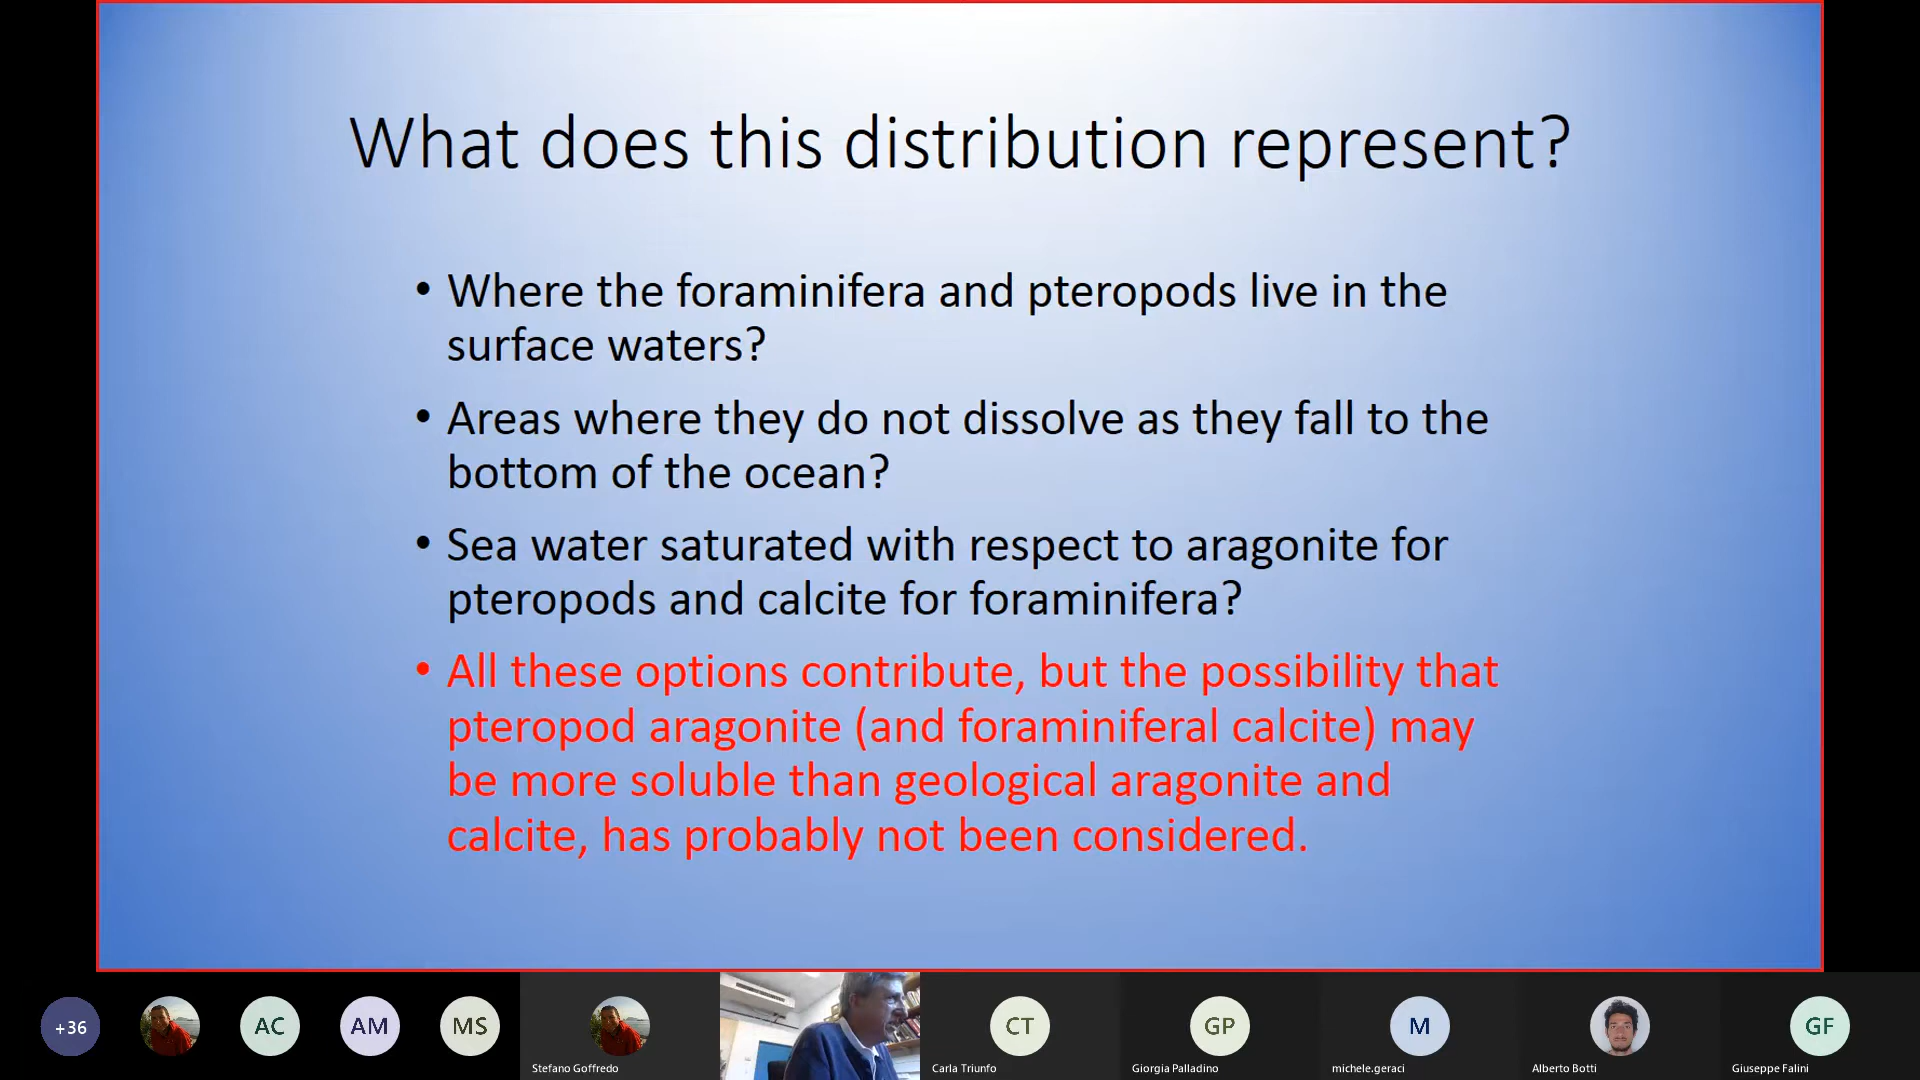 What does this distribution represent?
• Where the foraminifera and pteropods live in the
surface waters?
• Areas where they do not dissolve as they fall to the
bottom of the ocean?
• Sea water saturated with respect to aragonite for
pteropods and calcite for foraminifera?
• All these options contribute, but the possibility that
pteropod aragonite (and foraminiferal calcite) may
be more soluble than geological aragonite and
calcite, has probably not been considered.
+36
AC
AM
MS
CT
GP
M
GF
Stefano Goffredo
Carla Triunfo
Giorgia Palladino
michele.geraci
Alberto Botti
Giuseppe Falini